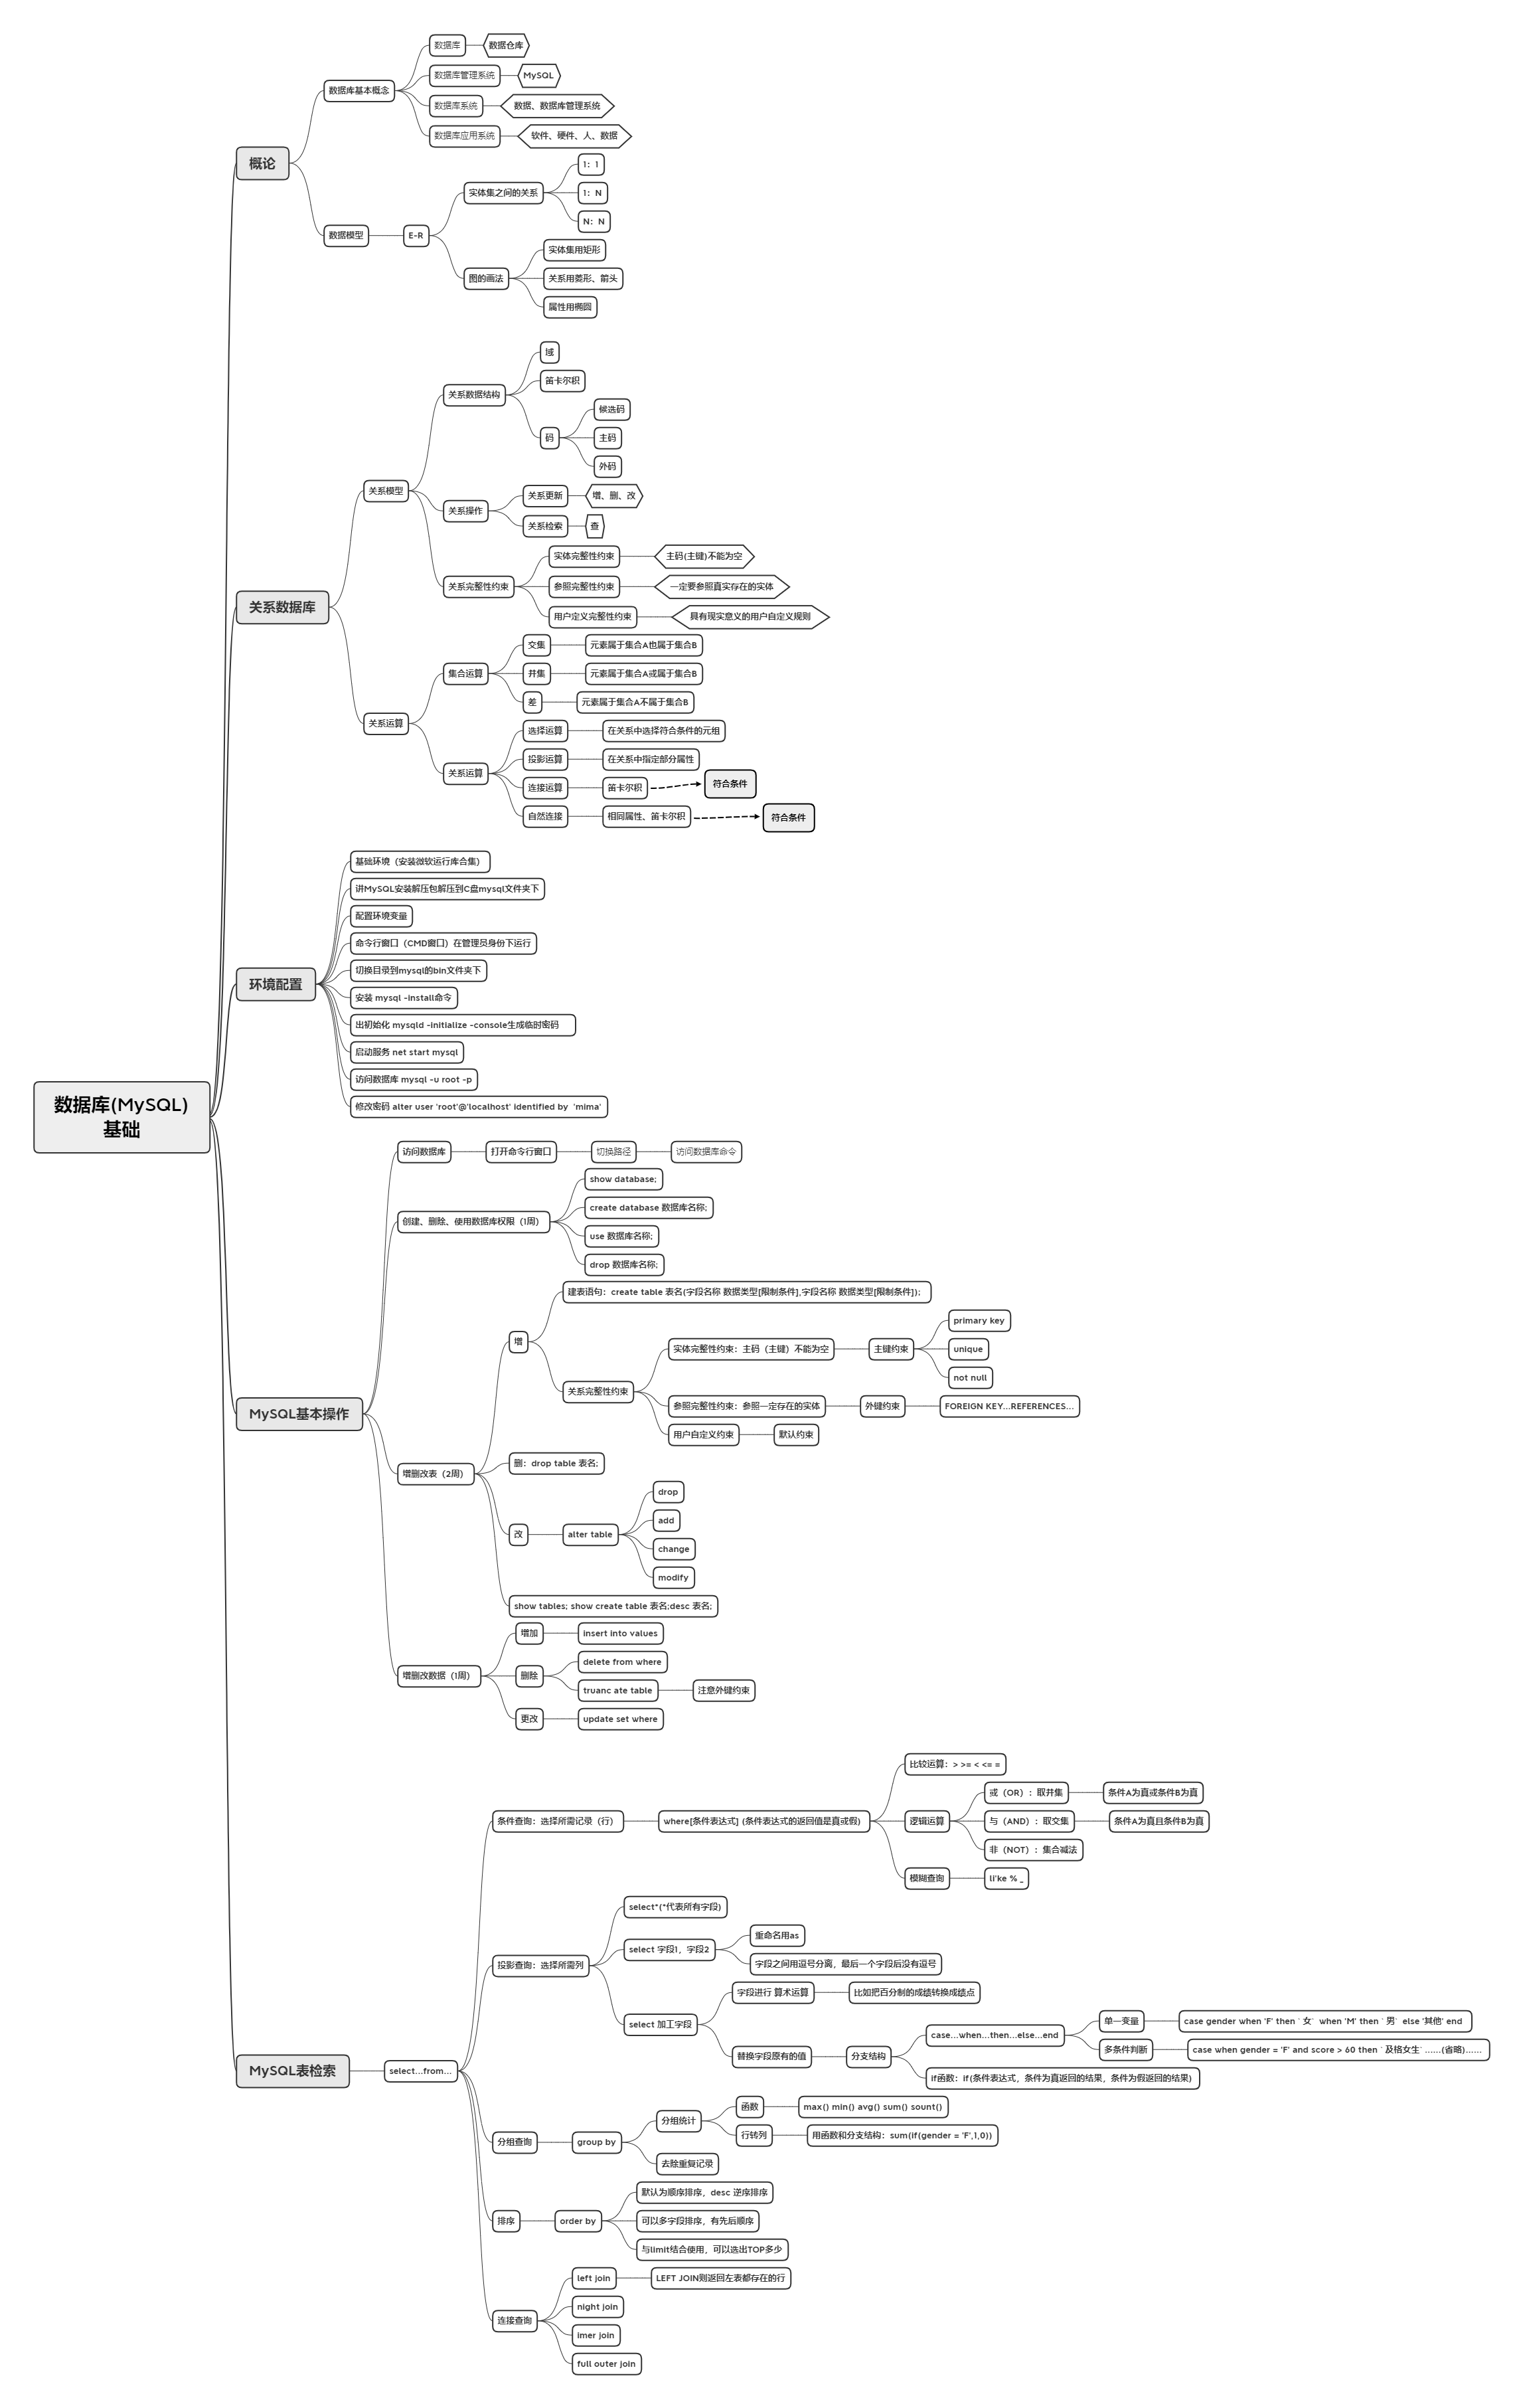 数据库(MySQL)
基础
概论
数据库基本概念
数据库
数据仓库
数据库管理系统
MySQL
数据库系统
数据、数据库管理系统
数据库应用系统
软件、硬件、人、数据
数据模型
E-R
实体集之间的关系
1：1
1：N
N：N
图的画法
实体集用矩形
关系用菱形、箭头
属性用椭圆
关系数据库
关系模型
关系数据结构
域
笛卡尔积
码
候选码
主码
外码
关系操作
关系更新
增、删、改
关系检索
查
关系完整性约束
实体完整性约束
主码(主键)不能为空
参照完整性约束
一定要参照真实存在的实体
用户定义完整性约束
具有现实意义的用户自定义规则
关系运算
集合运算
交集
元素属于集合A也属于集合B
并集
元素属于集合A或属于集合B
差
元素属于集合A不属于集合B
关系运算
选择运算
在关系中选择符合条件的元组
投影运算
在关系中指定部分属性
连接运算
笛卡尔积
符合条件
自然连接
相同属性、笛卡尔积
符合条件
环境配置
基础环境（安装微软运行库合集）
讲MySQL安装解压包解压到C盘mysql文件夹下
配置环境变量
命令行窗口（CMD窗口）在管理员身份下运行
切换目录到mysql的bin文件夹下
安装 mysql -install命令
出初始化 mysqld -initialize -console生成临时密码
启动服务 net start mysql
访问数据库 mysql -u root -p
修改密码 alter user 'root'@'localhost' identified by 'mima'
MySQL基本操作
访问数据库
打开命令行窗口
切换路径
访问数据库命令
创建、删除、使用数据库权限（1周）
show database;
create database 数据库名称;
use 数据库名称;
drop 数据库名称;
增删改表（2周）
增
建表语句：create table 表名(字段名称 数据类型[限制条件],字段名称 数据类型[限制条件]);
关系完整性约束
实体完整性约束：主码（主键）不能为空
主键约束
primary key
unique
not null
参照完整性约束：参照一定存在的实体
外键约束
FOREIGN KEY...REFERENCES...
用户自定义约束
默认约束
删：drop table 表名;
改
alter table
drop
add
change
modify
show tables; show create table 表名;desc 表名;
增删改数据（1周）
增加
insert into values
删除
delete from where
truanc ate table
注意外键约束
更改
update set where
MySQL表检索
select...from...
条件查询：选择所需记录（行）
where[条件表达式] (条件表达式的返回值是真或假)
比较运算：> >= < <= =
逻辑运算
或（OR）：取并集
条件A为真或条件B为真
与（AND）：取交集
条件A为真且条件B为真
非（NOT）：集合减法
模糊查询
li'ke % _
投影查询：选择所需列
select*(*代表所有字段)
select 字段1，字段2
重命名用as
字段之间用逗号分离，最后一个字段后没有逗号
select 加工字段
字段进行 算术运算
比如把百分制的成绩转换成绩点
替换字段原有的值
分支结构
case...when...then...else...end
单一变量
case gender when 'F' then ` 女` when 'M' then ` 男` else '其他' end
多条件判断
case when gender = 'F' and score > 60 then ` 及格女生` ......(省略)......
if函数：if(条件表达式，条件为真返回的结果，条件为假返回的结果)
分组查询
group by
分组统计
函数
max() min() avg() sum() sount()
行转列
用函数和分支结构：sum(if(gender = 'F',1,0))
去除重复记录
排序
order by
默认为顺序排序，desc 逆序排序
可以多字段排序，有先后顺序
与limit结合使用，可以选出TOP多少
连接查询
left join
LEFT JOIN则返回左表都存在的行
night join
imer join
full outer join